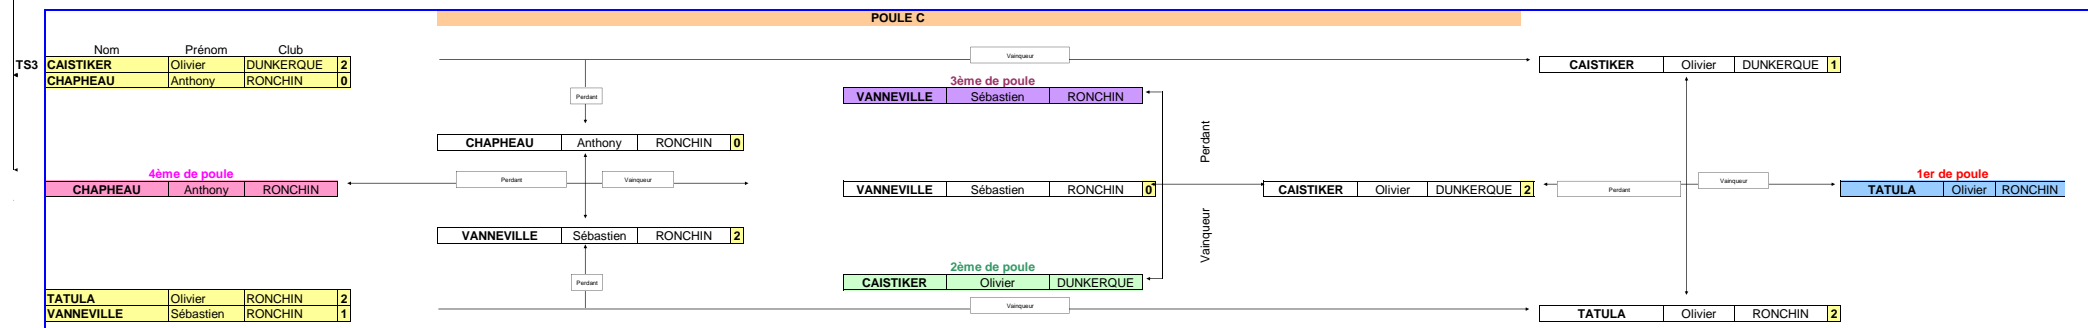 POULE C
Nom Prénom Club
TS3 CAISTIKER Olivier DUNKERQUE 2
CHAPHEAU Anthony RONCHIN 0
Vainqueur
CAISTIKER Olivier DUNKERQUE 1
3ème de poule
Perdant
VANNEVILLE Sébastien RONCHIN
CHAPHEAU Anthony RONCHIN 0
Perdant
4ème de poule
CHAPHEAU Anthony RONCHIN
Perdant
Vainqueur
VANNEVILLE Sébastien RONCHIN 0
CAISTIKER Olivier DUNKERQUE 2
Perdant
Vainqueur
1er de poule
TATULA Olivier RONCHIN
VANNEVILLE Sébastien RONCHIN 2
Vainqueur
2ème de poule
Perdant
CAISTIKER Olivier DUNKERQUE
TATULA Olivier RONCHIN 2
VANNEVILLE Sébastien RONCHIN 1
Vainqueur
TATULA Olivier RONCHIN 2